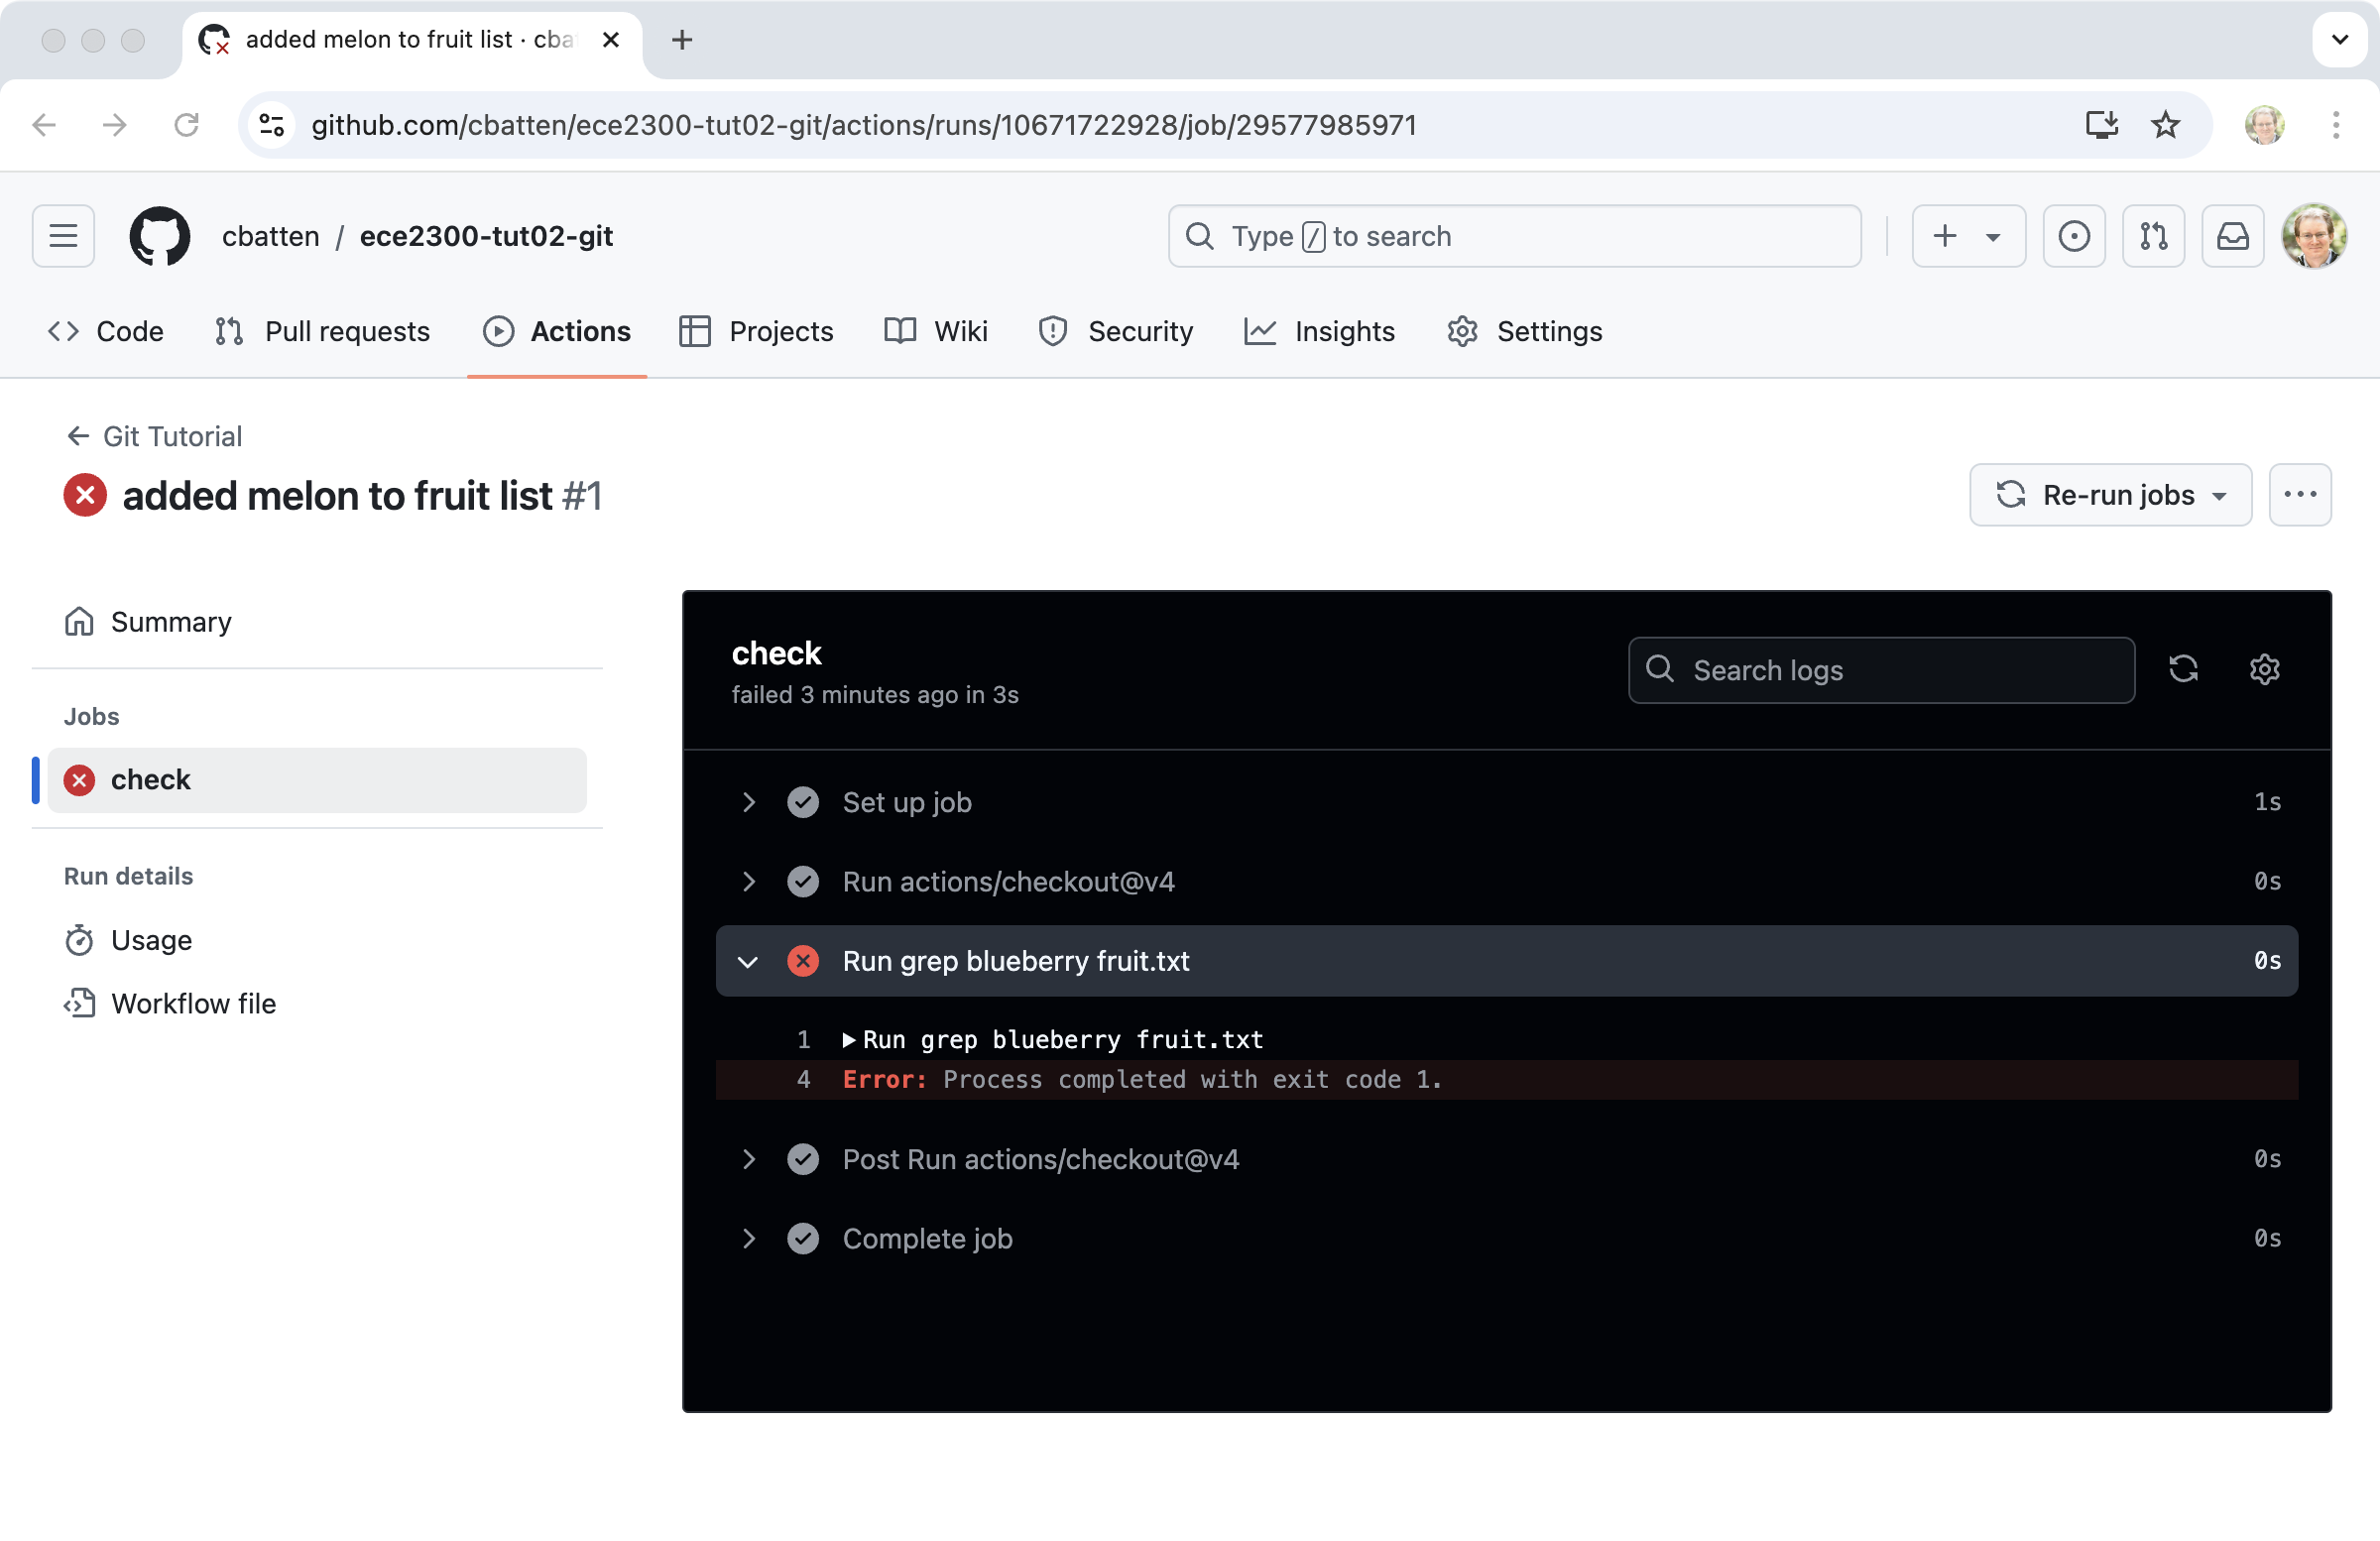 added melon to fruit list · cba
github.com/cbatten/ece2300-tut02-git/actions/runs/10671722928/job/29577985971
cbatten / ece2300-tut02-git
Type / to search
Code Pull requests Actions Projects Wiki Security Insights Settings
Git Tutorial
added melon to fruit list #1
Re-run jobs
Summary
Jobs
check
Run details
Usage
Workflow file
check
failed 3 minutes ago in 3s
Search logs
Set up job 1s
Run actions/checkout@v4 0s
Run grep blueberry fruit.txt 0s
1 Run grep blueberry fruit.txt
4 Error: Process completed with exit code 1.
Post Run actions/checkout@v4 0s
Complete job 0s